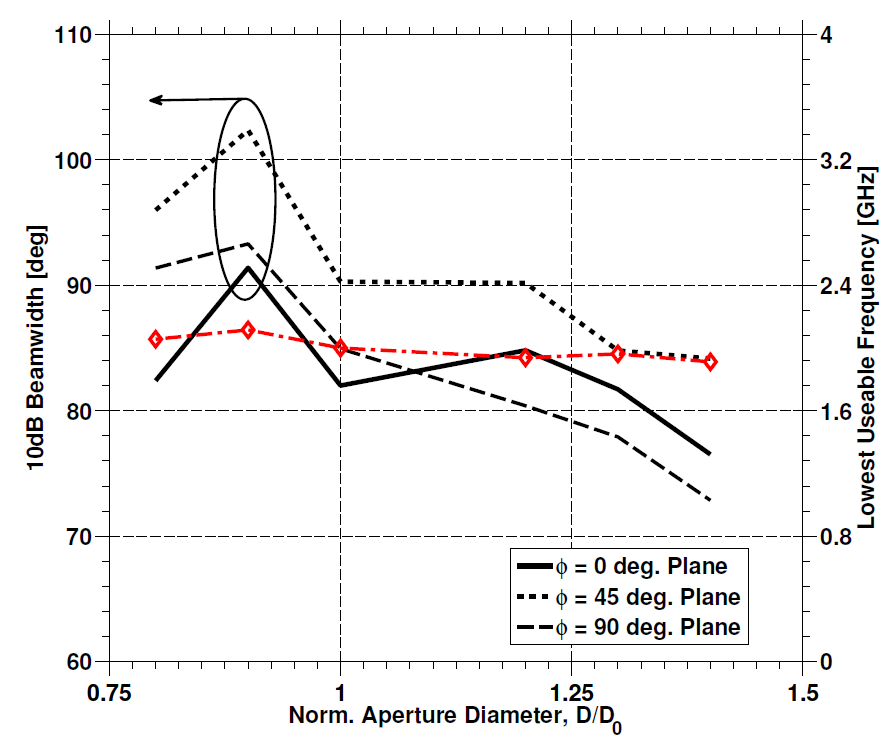 110
100
90
80
70
60
10dB Beamwidth [deg]
4
3.2
2.4
1.6
0.8
0
Lowest Useable Frequency [GHz]
ϕ = 0 deg. Plane
ϕ = 45 deg. Plane
ϕ = 90 deg. Plane
0.75 1 1.25 1.5
Norm. Aperture Diameter, D/D0